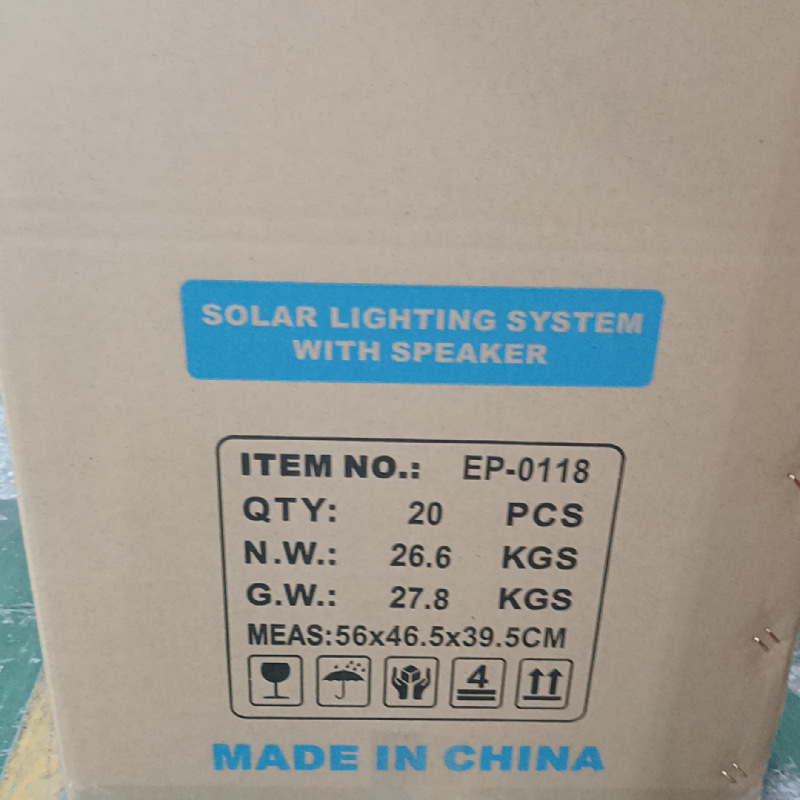 SOLAR LIGHTING SYSTEM
WITH SPEAKER
ITEM NO.: EP-0118
QTY: 20 PCS
N.W.: 26.6 KGS
G.W.: 27.8 KGS
MEAS:56x46.5x39.5CM
4
MADE IN CHINA